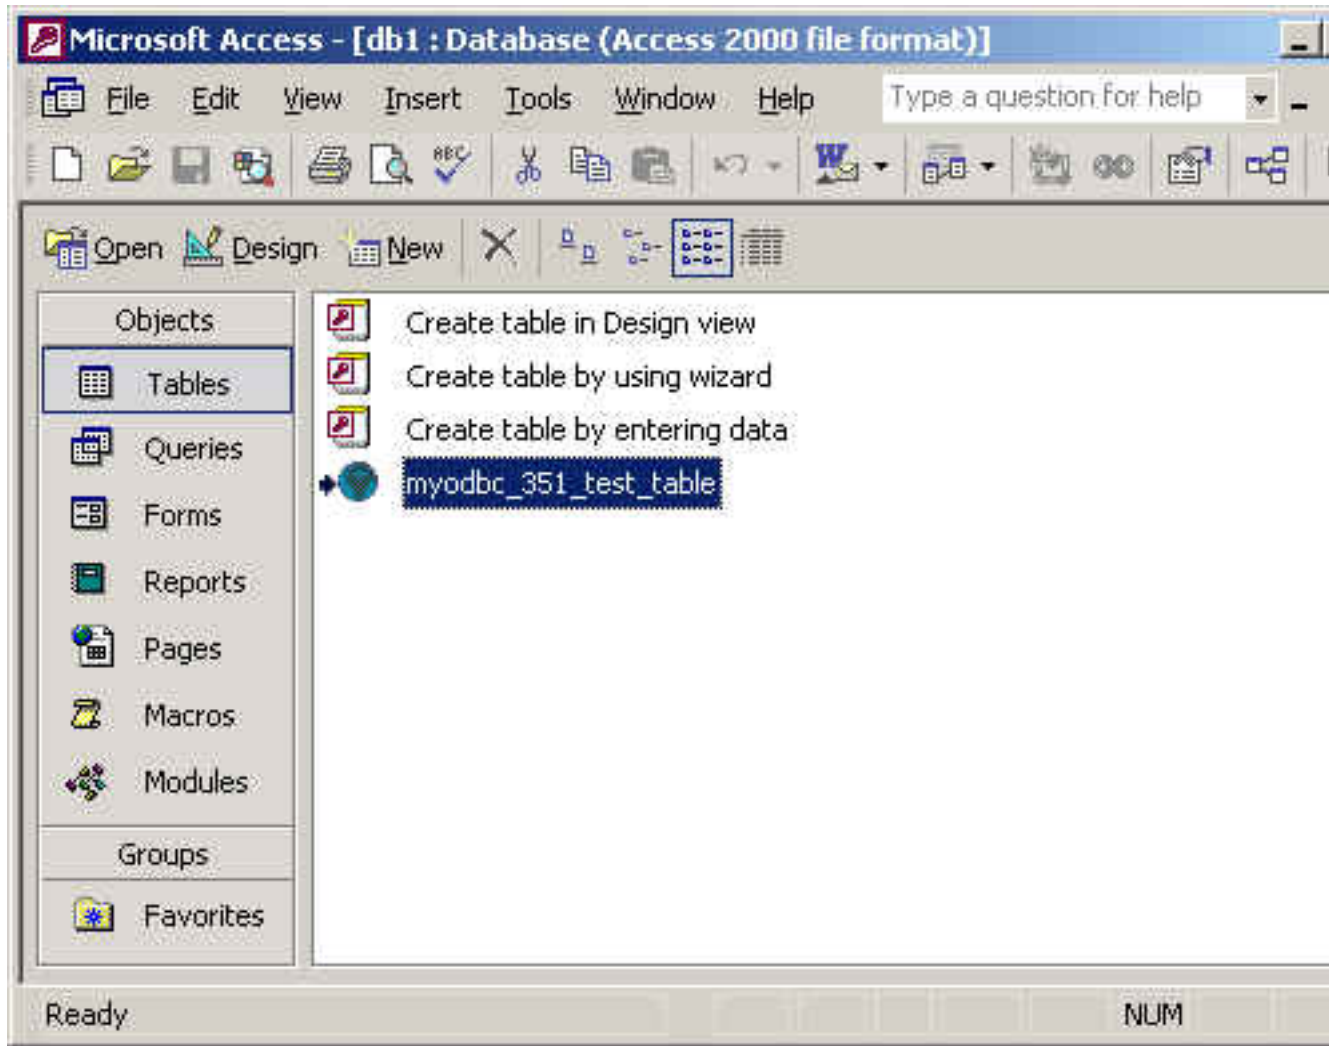 Microsoft Access - [db1 : Database (Access 2000 file format)]
File Edit View Insert Tools Window Help Type a question for help
ABC W
Open Design New
Objects
Tables
Queries
Forms
Reports
Pages
Macros
Modules
Groups
Favorites
Create table in Design view
Create table by using wizard
Create table by entering data
myodbc_351_test_table
Ready NUM